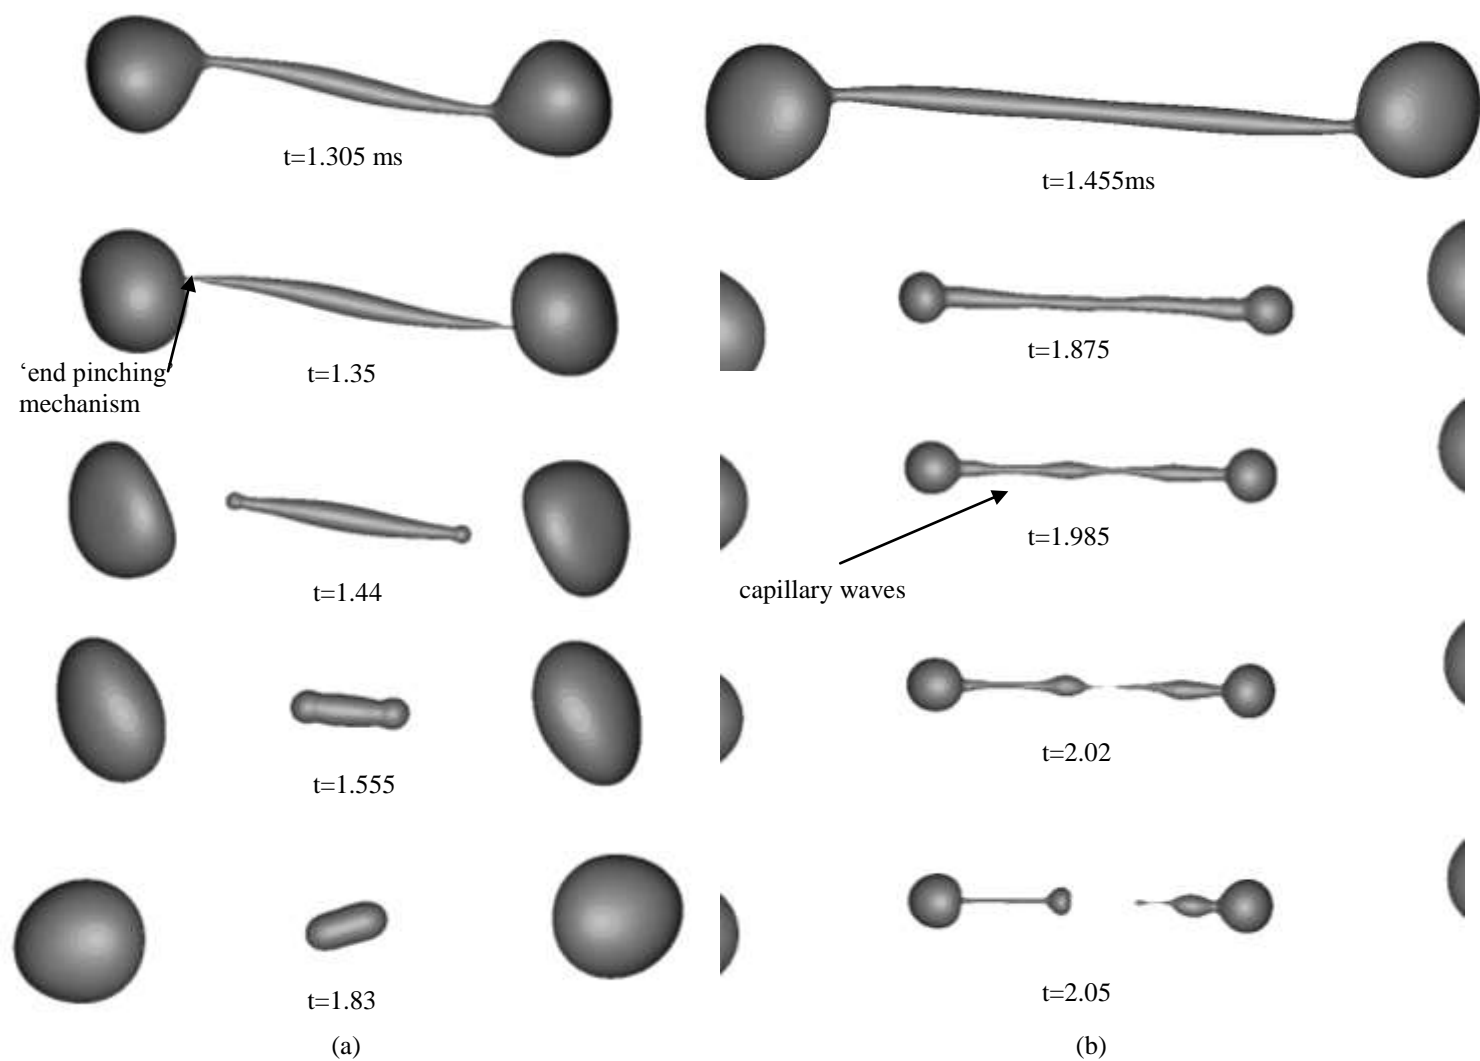 t=1.305 ms
t=1.35
‘end pinching’
mechanism
t=1.44
t=1.555
t=1.83
(a)
t=1.455ms
t=1.875
t=1.985
capillary waves
t=2.02
t=2.05
(b)